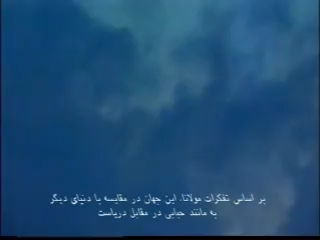 بر اساس تفکرات مولانا، این جهان در مقایسه با دنیای دیگر
به مانند حبابی در مقابل دریاست